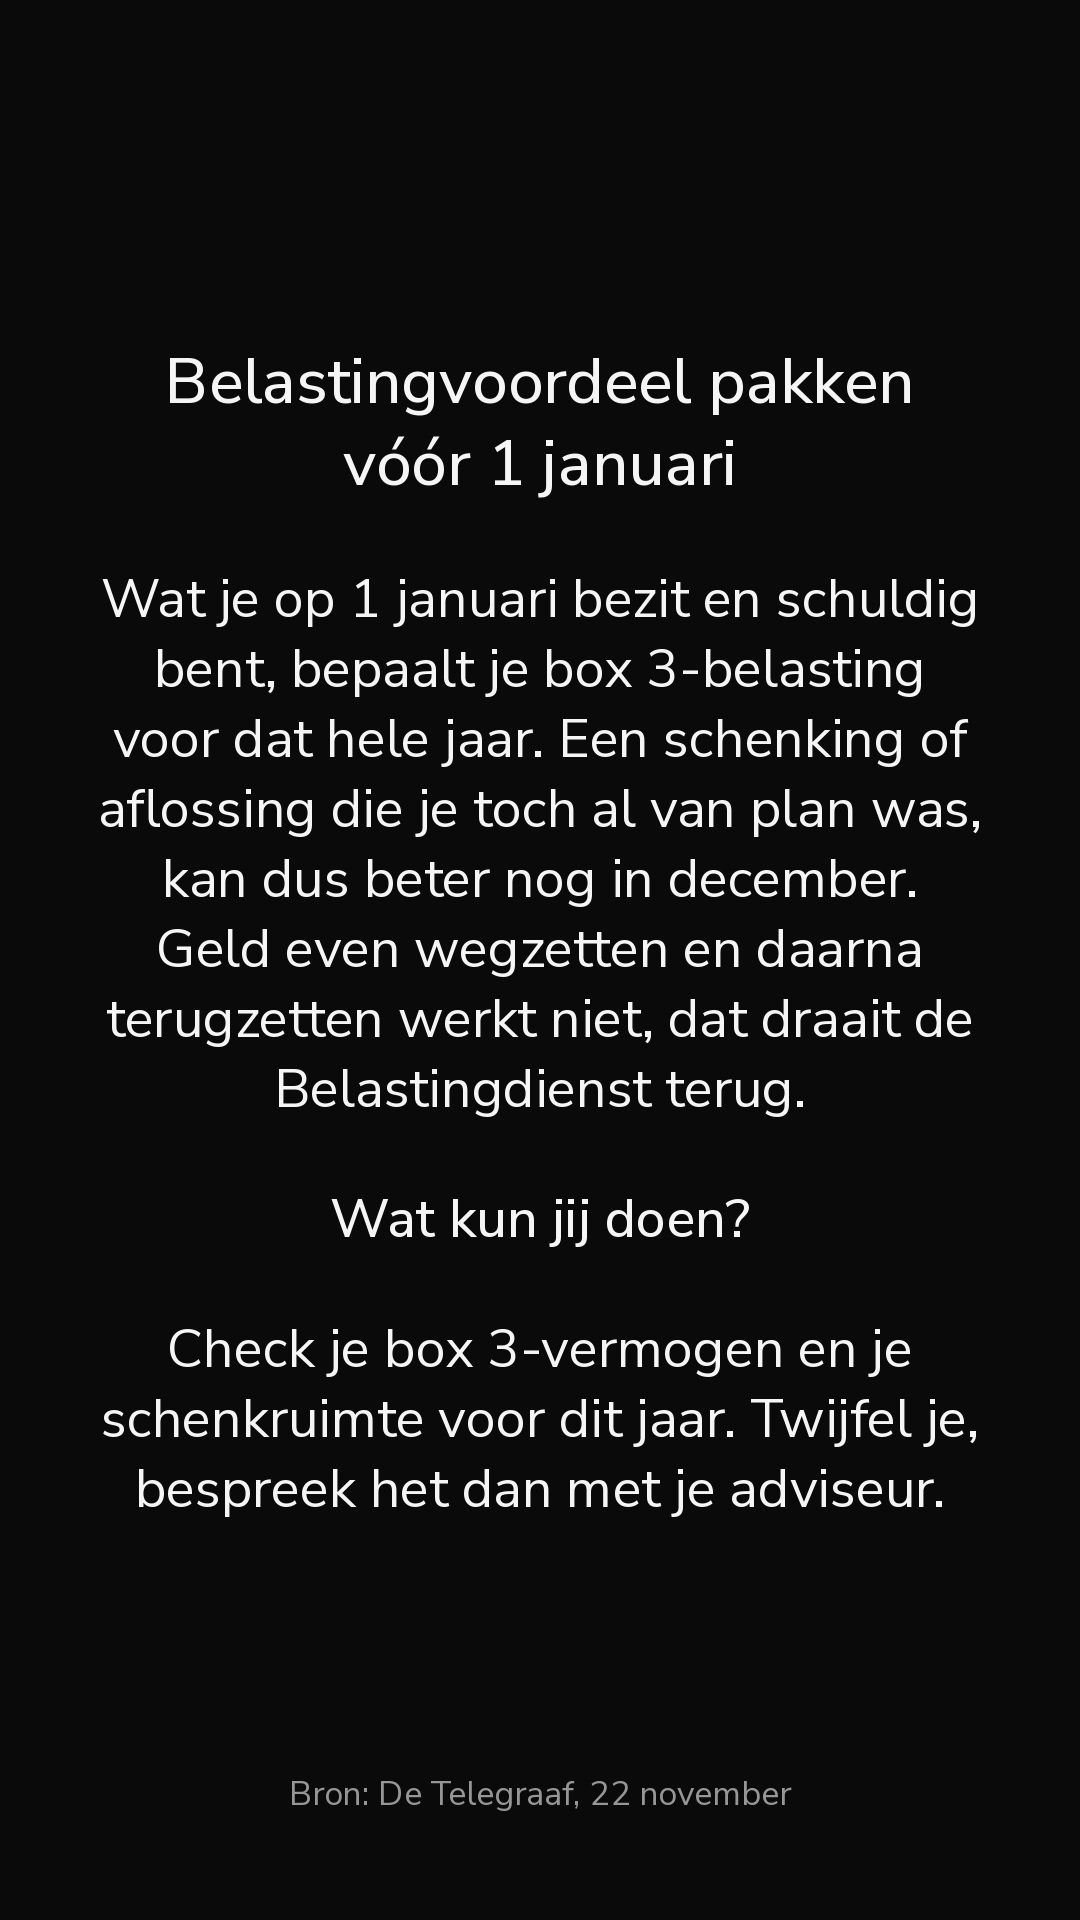 Belastingvoordeel pakken
vóór 1 januari
Wat je op 1 januari bezit en schuldig
bent, bepaalt je box 3-belasting
voor dat hele jaar. Een schenking of
aflossing die je toch al van plan was,
kan dus beter nog in december.
Geld even wegzetten en daarna
terugzetten werkt niet, dat draait de
Belastingdienst terug.
Wat kun jij doen?
Check je box 3-vermogen en je
schenkruimte voor dit jaar. Twijfel je,
bespreek het dan met je adviseur.
Bron: De Telegraaf, 22 november